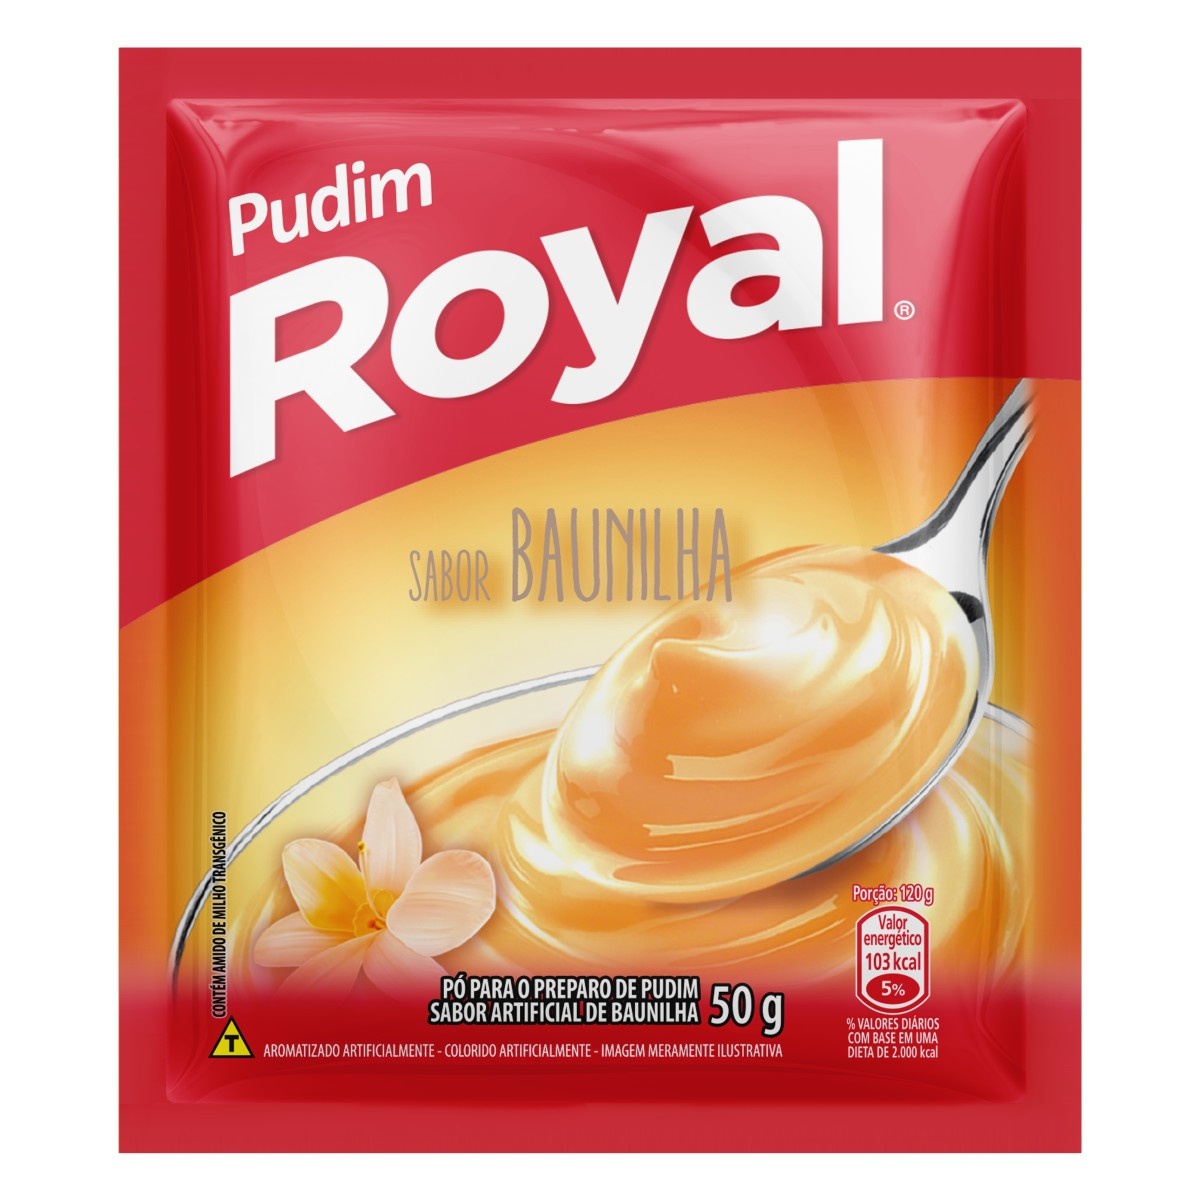 Pudim
Royal®
SABOR BAUNILHA
CONTÉM AMIDO DE MILHO TRANSGÊNICO
T
Porção: 120 g
Valor
energético
103 kcal
5%
% VALORES DIÁRIOS
COM BASE EM UMA
DIETA DE 2.000 kcal
PÓ PARA O PREPARO DE PUDIM
SABOR ARTIFICIAL DE BAUNILHA 50 g
AROMATIZADO ARTIFICIALMENTE - COLORIDO ARTIFICIALMENTE - IMAGEM MERAMENTE ILUSTRATIVA